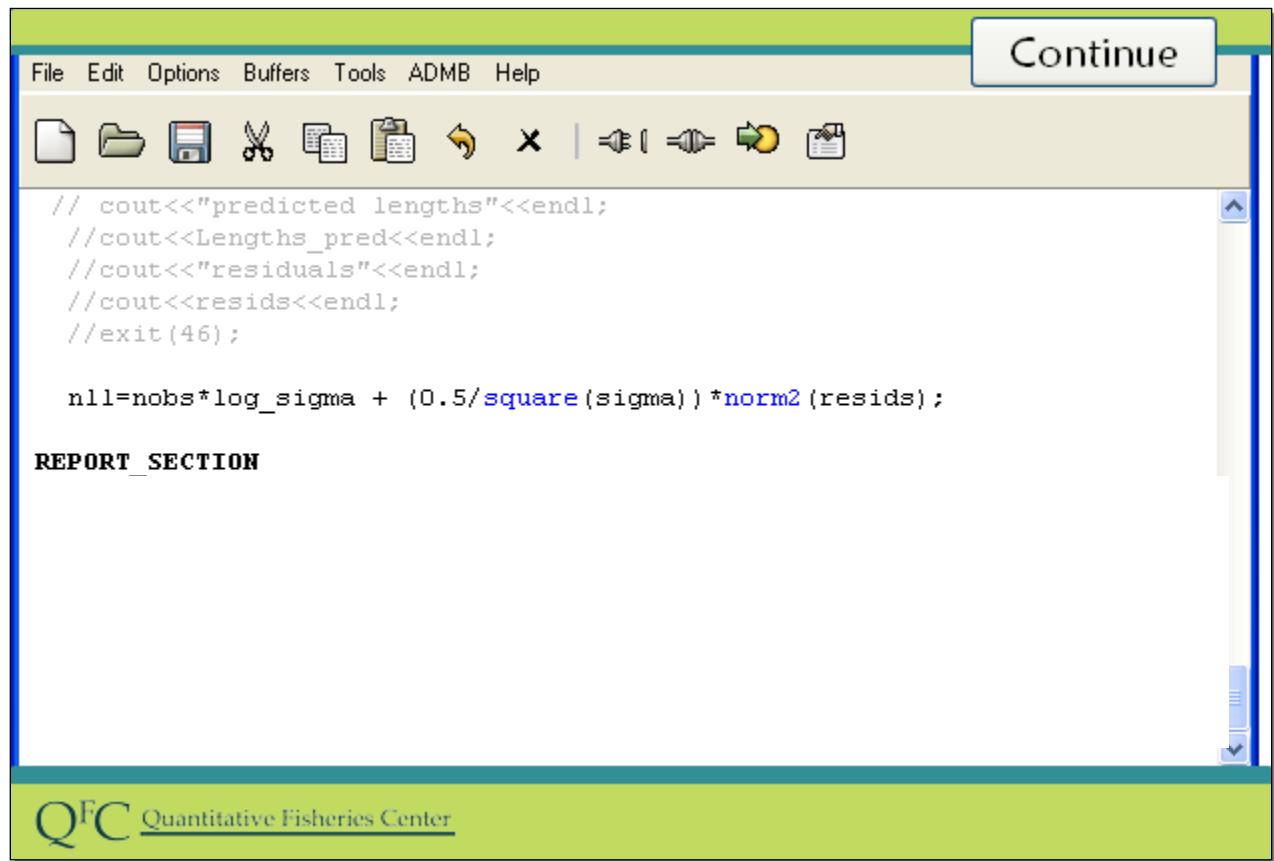 Continue
File Edit Options Buffers Tools ADMB Help
// cout<<"predicted lengths"<<endl;
//cout<<Lengths_pred<<endl;
//cout<<"residuals"<<endl;
//cout<<resids<<endl;
//exit(46);
nll=nobs*log_sigma + (0.5/square(sigma))*norm2(resids);
REPORT_SECTION
QFC Quantitative Fisheries Center